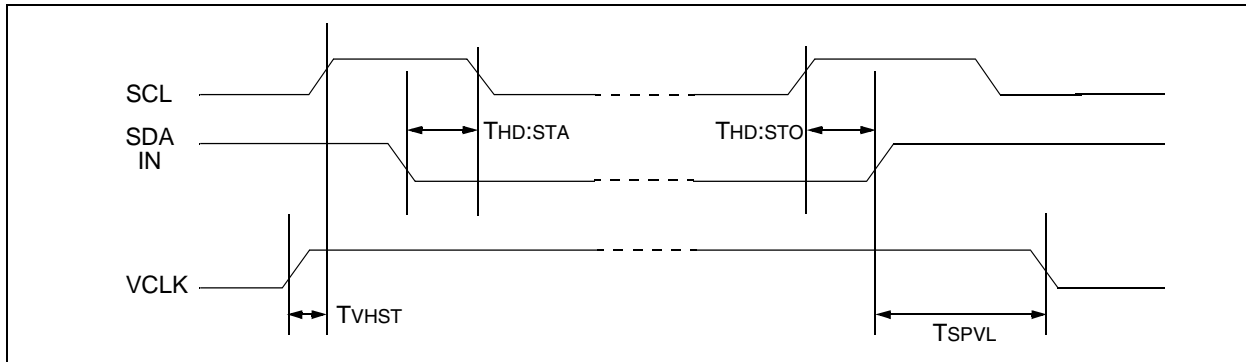 SCL
SDA
IN
THD:STA
THD:STO
VCLK
TVHST
TSPVL